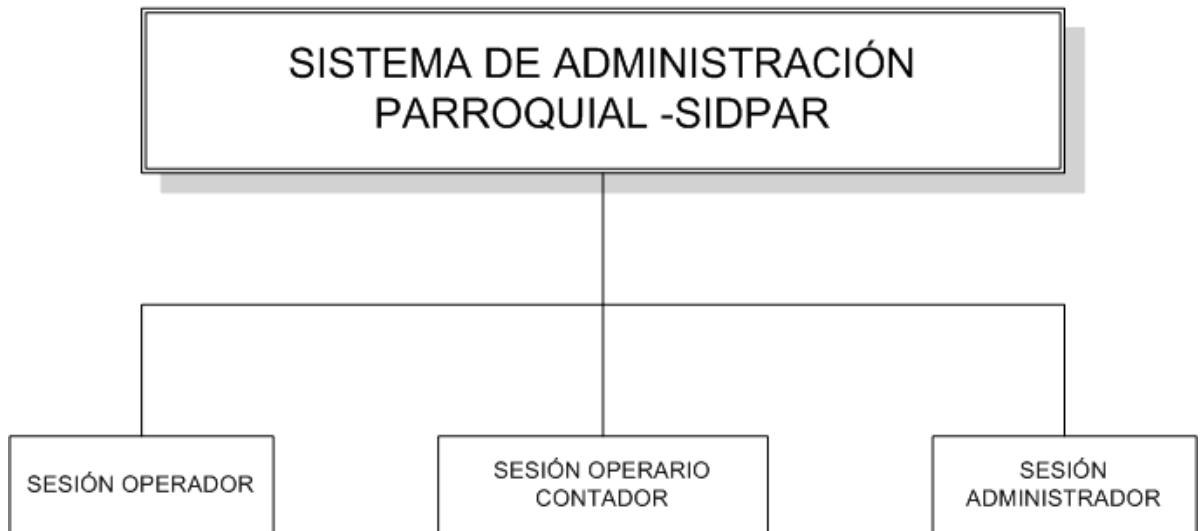 SISTEMA DE ADMINISTRACIÓN
PARROQUIAL -SIDPAR
SESIÓN OPERADOR
SESIÓN OPERARIO
CONTADOR
SESIÓN
ADMINISTRADOR